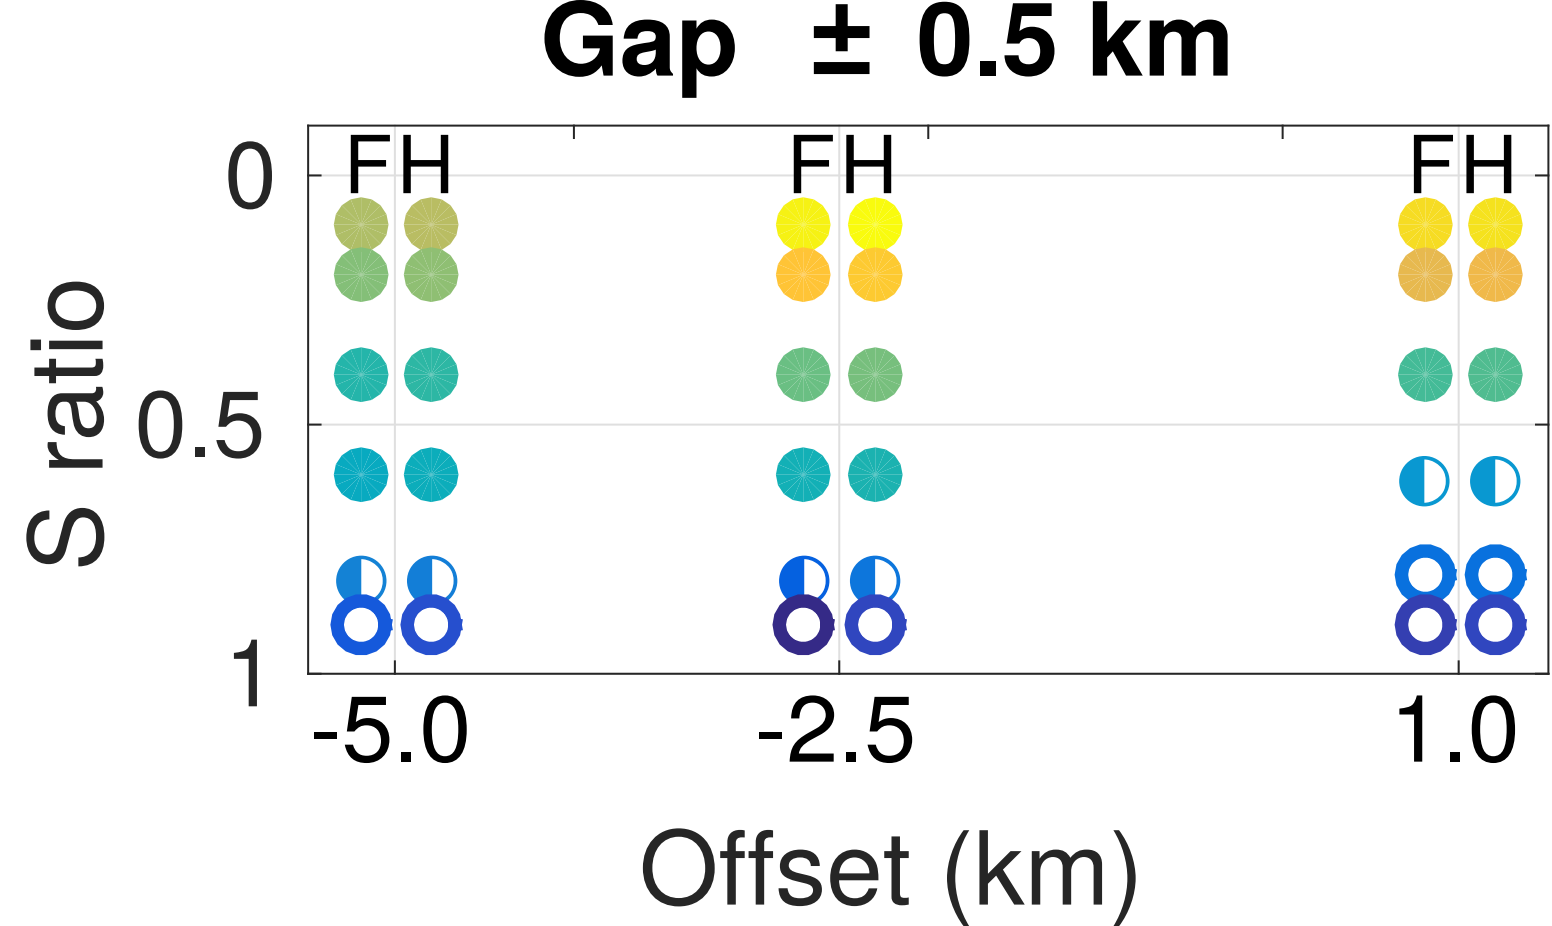 Gap ± 0.5 km
FH FH FH
0
0.5
1
S ratio
-5.0 -2.5 1.0
Offset (km)